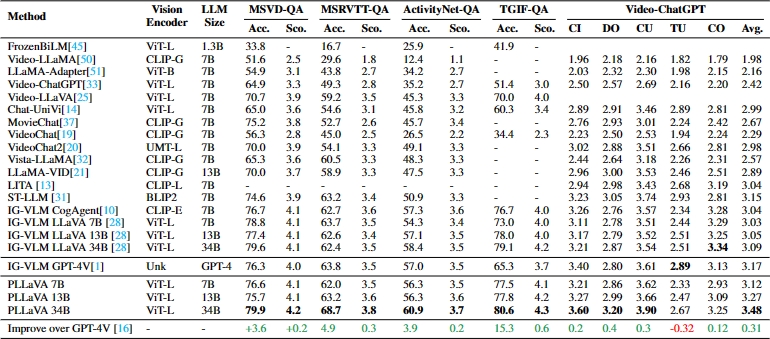 Method Vision Encoder LLM Size MSVD-QA MSRVTT-QA ActivityNet-QA TGIF-QA Video-ChatGPT
Acc. Sco. Acc. Sco. Acc. Sco. Acc. Sco. CI DO CU TU CO Avg.
FrozenBiLM[45] ViT-L 1.3B 33.8 - 16.7 - 25.9 - 41.9 -
Video-LLaMA[50] CLIP-G 7B 51.6 2.5 29.6 1.8 12.4 1.1 - - 1.96 2.18 2.16 1.82 1.79 1.98
LLaMA-Adapter[51] ViT-B 7B 54.9 3.1 43.8 2.7 34.2 2.7 - - 2.03 2.32 2.30 1.98 2.15 2.16
Video-ChatGPT[33] ViT-L 7B 64.9 3.3 49.3 2.8 35.2 2.7 51.4 3.0 2.50 2.57 2.69 2.16 2.20 2.42
Video-LLaVA[25] ViT-L 7B 70.7 3.9 59.2 3.5 45.3 3.3 70.0 4.0
Chat-UniVi[14] ViT-L 7B 65.0 3.6 54.6 3.1 45.8 3.2 60.3 3.4 2.89 2.91 3.46 2.89 2.81 2.99
MovieChat[37] CLIP-G 7B 75.2 3.8 52.7 2.6 45.7 3.4 - - 2.76 2.93 3.01 2.24 2.42 2.67
VideoChat[19] CLIP-G 7B 56.3 2.8 45.0 2.5 26.5 2.2 34.4 2.3 2.23 2.50 2.53 1.94 2.24 2.29
VideoChat2[20] UMT-L 7B 70.0 3.9 54.1 3.3 49.1 3.3 - - 3.02 2.88 3.51 2.66 2.81 2.98
Vista-LLaMA[32] CLIP-G 7B 65.3 3.6 60.5 3.3 48.3 3.3 - - 2.44 2.64 3.18 2.26 2.31 2.57
LLaMA-VID[21] CLIP-G 13B 70.0 3.7 58.9 3.3 47.5 3.3 - - 2.96 3.00 3.53 2.46 2.51 2.89
LITA [13] CLIP-L 7B - - - - - - - - 2.94 2.98 3.43 2.68 3.19 3.04
ST-LLM [31] BLIP2 7B 74.6 3.9 63.2 3.4 50.9 3.3 - - 3.23 3.05 3.74 2.93 2.81 3.15
IG-VLM CogAgent[10] CLIP-E 7B 76.7 4.1 62.7 3.6 57.3 3.6 76.7 4.0 3.26 2.76 3.57 2.34 3.28 3.04
IG-VLM LLaVA 7B [28] ViT-L 7B 78.8 4.1 63.7 3.5 54.3 3.4 73.0 4.0 3.11 2.78 3.51 2.44 3.29 3.03
IG-VLM LLaVA 13B [28] ViT-L 13B 77.4 4.1 62.6 3.4 57.1 3.5 78.0 4.0 3.17 2.79 3.52 2.51 3.25 3.05
IG-VLM LLaVA 34B [28] ViT-L 34B 79.6 4.1 62.4 3.5 58.4 3.5 79.1 4.2 3.21 2.87 3.54 2.51 3.34 3.09
IG-VLM GPT-4V[1] Unk GPT-4 76.3 4.0 63.8 3.5 57.0 3.5 65.3 3.7 3.40 2.80 3.61 2.89 3.13 3.17
PLLaVA 7B ViT-L 7B 76.6 4.1 62.0 3.5 56.3 3.5 77.5 4.1 3.21 2.86 3.62 2.33 2.93 3.12
PLLaVA 13B ViT-L 13B 75.7 4.1 63.2 3.6 56.3 3.6 77.8 4.2 3.27 2.99 3.66 2.47 3.09 3.27
PLLaVA 34B ViT-L 34B 79.9 4.2 68.7 3.8 60.9 3.7 80.6 4.3 3.60 3.20 3.90 2.67 3.25 3.48
Improve over GPT-4V [16] - - +3.6 +0.2 4.9 0.3 3.9 0.2 15.3 0.6 0.2 0.4 0.3 -0.32 0.12 0.31